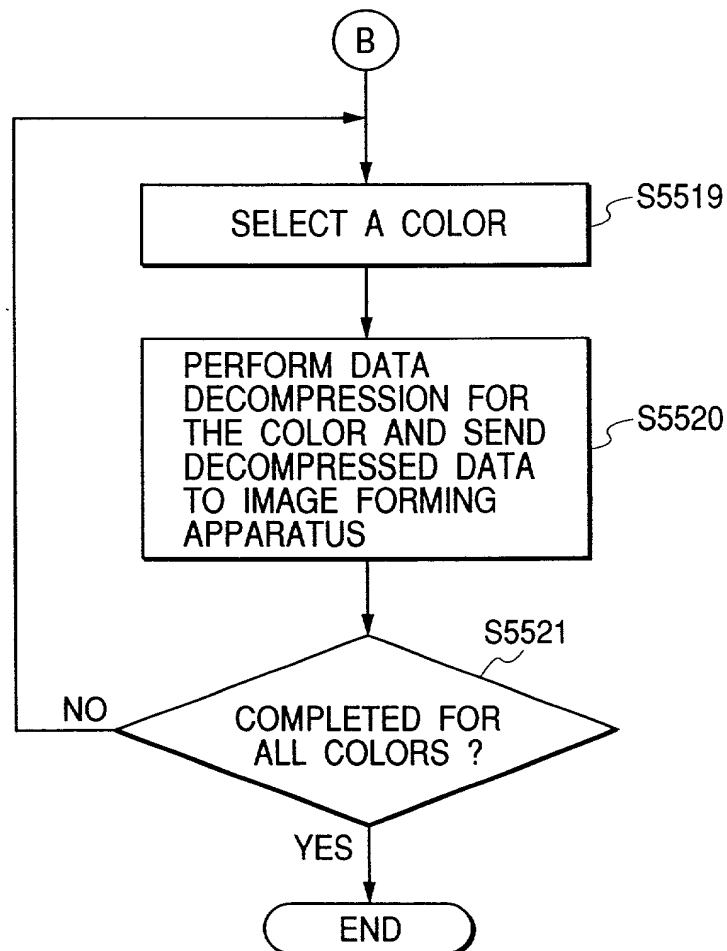 B
SELECT A COLOR
S5519
PERFORM DATA
DECOMPRESSION FOR
THE COLOR AND SEND
DECOMPRESSED DATA
TO IMAGE FORMING
APPARATUS
S5520
S5521
NO
COMPLETED FOR
ALL COLORS ?
YES
END